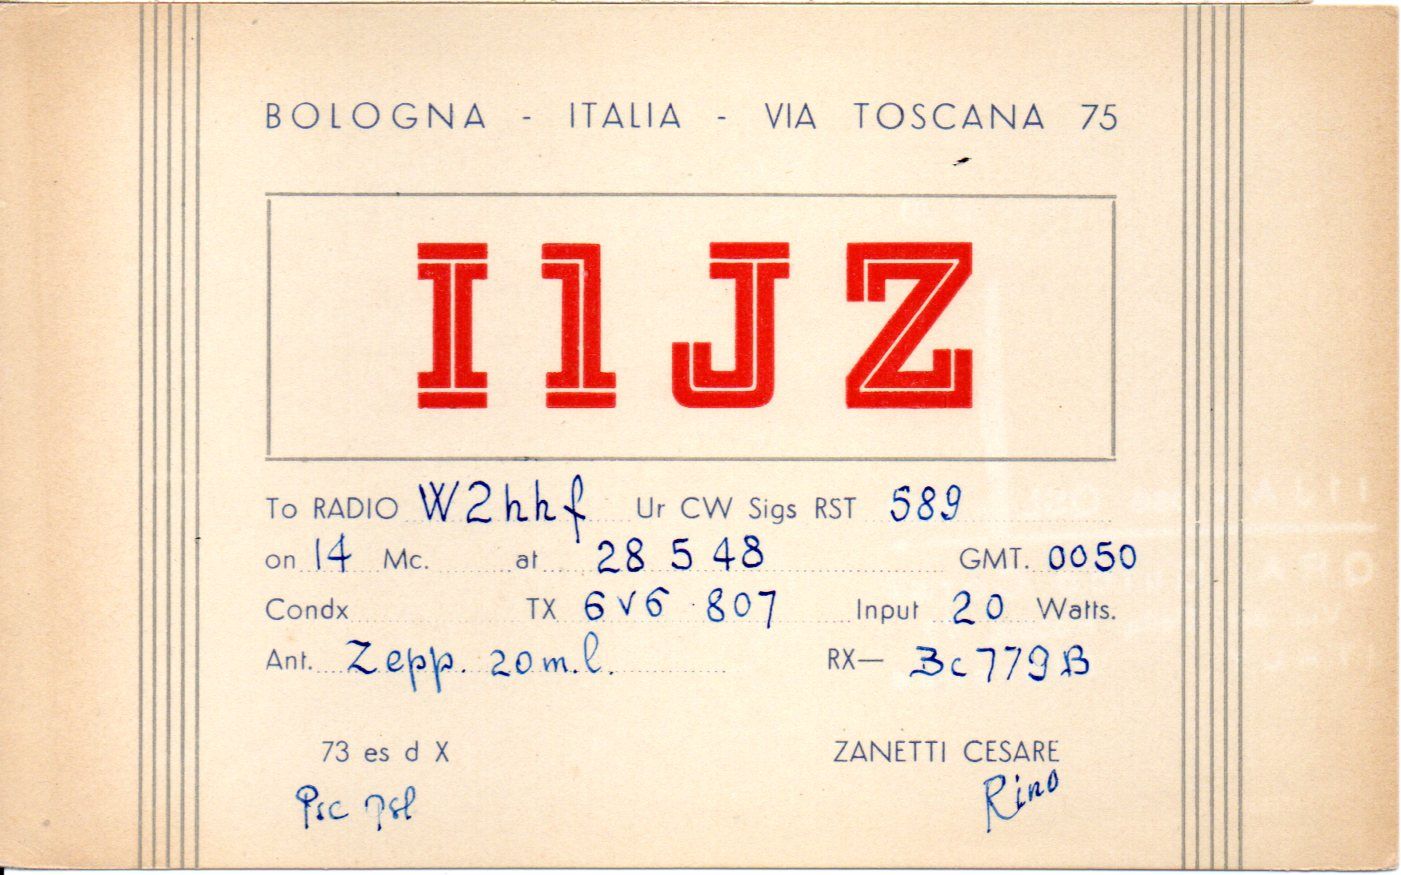 BOLOGNA - ITALIA - VIA TOSCANA 75
I1JZ
To RADIO W2hhf Ur CW Sigs RST 589
on 14 Mc. at 28 5 48 GMT. 0050
Condx TX 6V6 807 Input 20 Watts.
Ant. Zepp. 20 m.l. RX— Bc779B
73 es d X ZANETTI CESARE
Psc qsl Rino